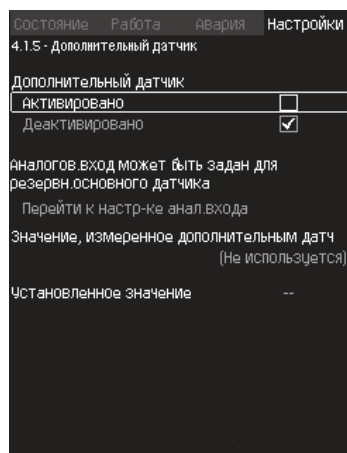 Состояние Работа Авария Настройки
4.1.5 - Дополнительный датчик
Дополнительный датчик
Активировано
Деактивировано
Аналогов.вход может быть задан для
резервн.основного датчика
Перейти к настр-ке анал.входа
Значение, измеренное дополнительным датч
(Не используется)
Установленное значение --